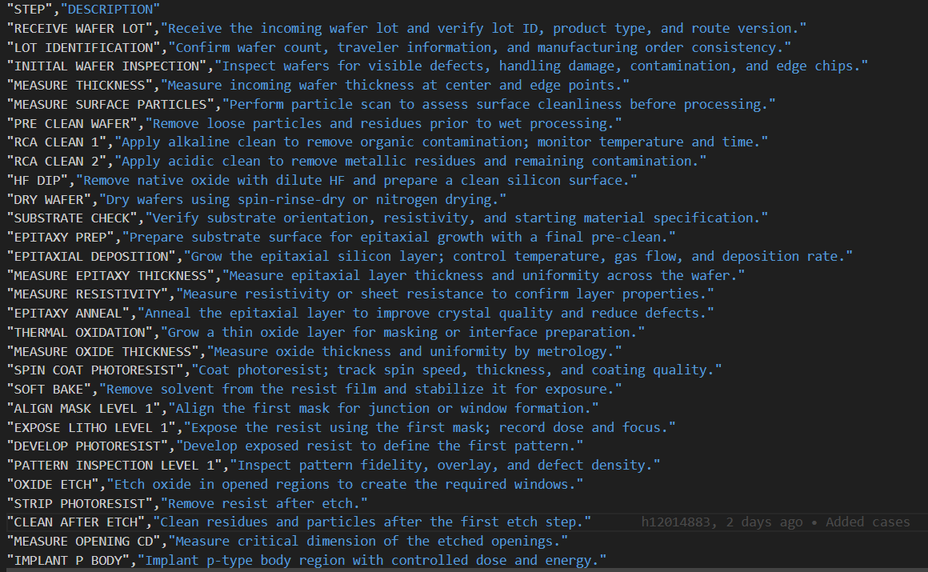 "STEP","DESCRIPTION"
"RECEIVE WAFER LOT","Receive the incoming wafer lot and verify lot ID, product type, and route version."
"LOT IDENTIFICATION","Confirm wafer count, traveler information, and manufacturing order consistency."
"INITIAL WAFER INSPECTION","Inspect wafers for visible defects, handling damage, contamination, and edge chips."
"MEASURE THICKNESS","Measure incoming wafer thickness at center and edge points."
"MEASURE SURFACE PARTICLES","Perform particle scan to assess surface cleanliness before processing."
"PRE CLEAN WAFER","Remove loose particles and residues prior to wet processing."
"RCA CLEAN 1","Apply alkaline clean to remove organic contamination; monitor temperature and time."
"RCA CLEAN 2","Apply acidic clean to remove metallic residues and remaining contamination."
"HF DIP","Remove native oxide with dilute HF and prepare a clean silicon surface."
"DRY WAFER","Dry wafers using spin-rinse-dry or nitrogen drying."
"SUBSTRATE CHECK","Verify substrate orientation, resistivity, and starting material specification."
"EPITAXY PREP","Prepare substrate surface for epitaxial growth with a final pre-clean."
"EPITAXIAL DEPOSITION","Grow the epitaxial silicon layer; control temperature, gas flow, and deposition rate."
"MEASURE EPITAXY THICKNESS","Measure epitaxial layer thickness and uniformity across the wafer."
"MEASURE RESISTIVITY","Measure resistivity or sheet resistance to confirm layer properties."
"EPITAXY ANNEAL","Anneal the epitaxial layer to improve crystal quality and reduce defects."
"THERMAL OXIDATION","Grow a thin oxide layer for masking or interface preparation."
"MEASURE OXIDE THICKNESS","Measure oxide thickness and uniformity by metrology."
"SPIN COAT PHOTORESIST","Coat photoresist; track spin speed, thickness, and coating quality."
"SOFT BAKE","Remove solvent from the resist film and stabilize it for exposure."
"ALIGN MASK LEVEL 1","Align the first mask for junction or window formation."
"EXPOSE LITHO LEVEL 1","Expose the resist using the first mask; record dose and focus."
"DEVELOP PHOTORESIST","Develop exposed resist to define the first pattern."
"PATTERN INSPECTION LEVEL 1","Inspect pattern fidelity, overlay, and defect density."
"OXIDE ETCH","Etch oxide in opened regions to create the required windows."
"STRIP PHOTORESIST","Remove resist after etch."
"CLEAN AFTER ETCH","Clean residues and particles after the first etch step." h12014883, 2 days ago • Added cases
"MEASURE OPENING CD","Measure critical dimension of the etched openings."
"IMPLANT P BODY","Implant p-type body region with controlled dose and energy."